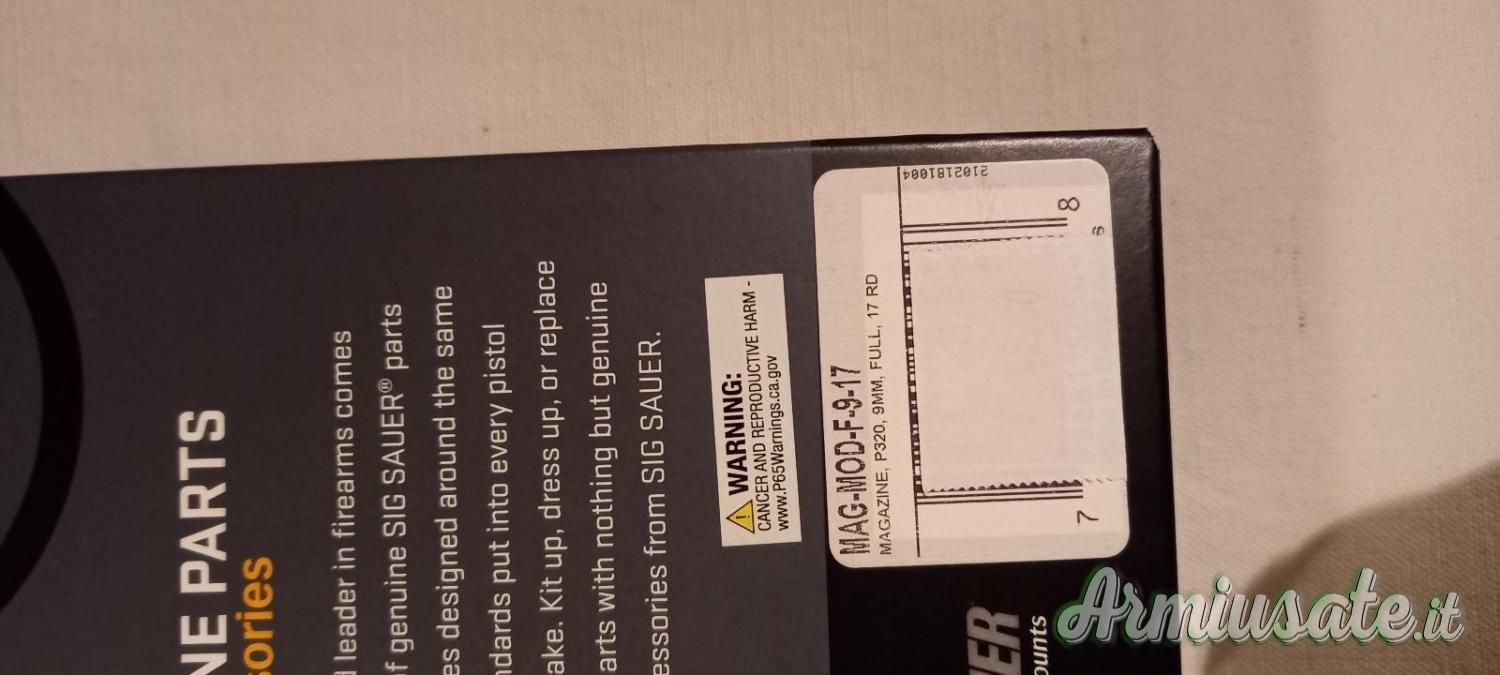 NE PARTS
sories
d leader in firearms comes
of genuine SIG SAUER® parts
es designed around the same
ndards put into every pistol
ake. Kit up, dress up, or replace
arts with nothing but genuine
essories from SIG SAUER.
WARNING:
CANCER AND REPRODUCTIVE HARM -
www.P65Warnings.ca.gov
MAG-MOD-F-9-17
MAGAZINE, P320, 9MM, FULL, 17 RD
2102181004
7
8
UER
ounts
Armiusate.it